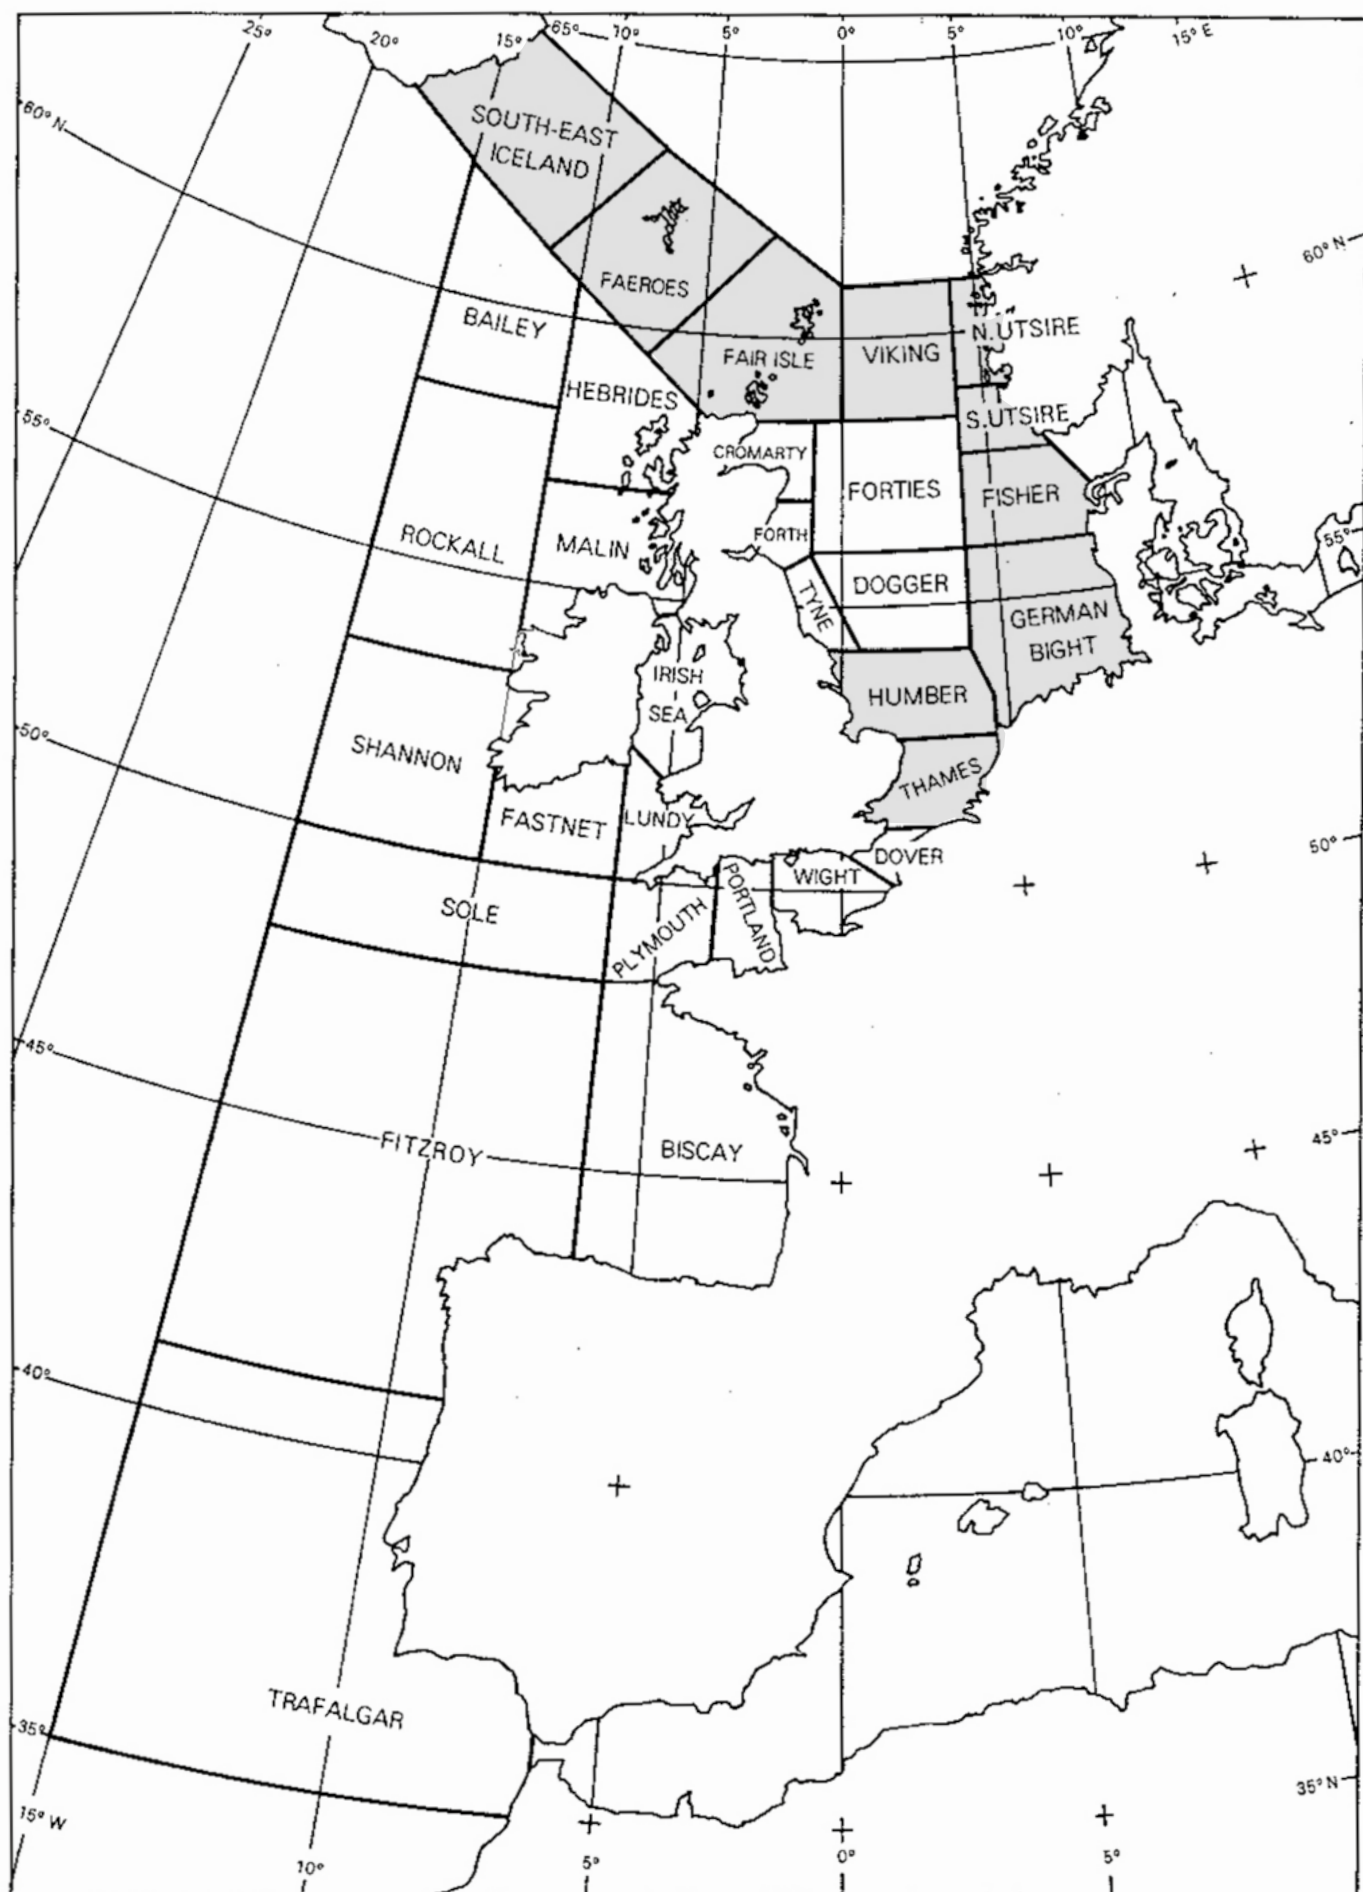 25°
20°
15°
65°
10°
5°
0°
5°
10°
15° E
60° N
SOUTH-EAST
ICELAND
60° N
FAEROES
BAILEY
FAIR ISLE
VIKING
N.UTSIRE
HEBRIDES
S.UTSIRE
55°
CROMARTY
FORTIES
FISHER
ROCKALL
MALIN
FORTH
55°
DOGGER
TYNE
GERMAN
BIGHT
IRISH
SEA
HUMBER
50°
SHANNON
THAMES
FASTNET
LUNDY
50°
DOVER
WIGHT
PORTLAND
SOLE
PLYMOUTH
45°
45°
FITZROY
BISCAY
40°
40°
TRAFALGAR
35°
35° N
15° W
10°
5°
0°
5°